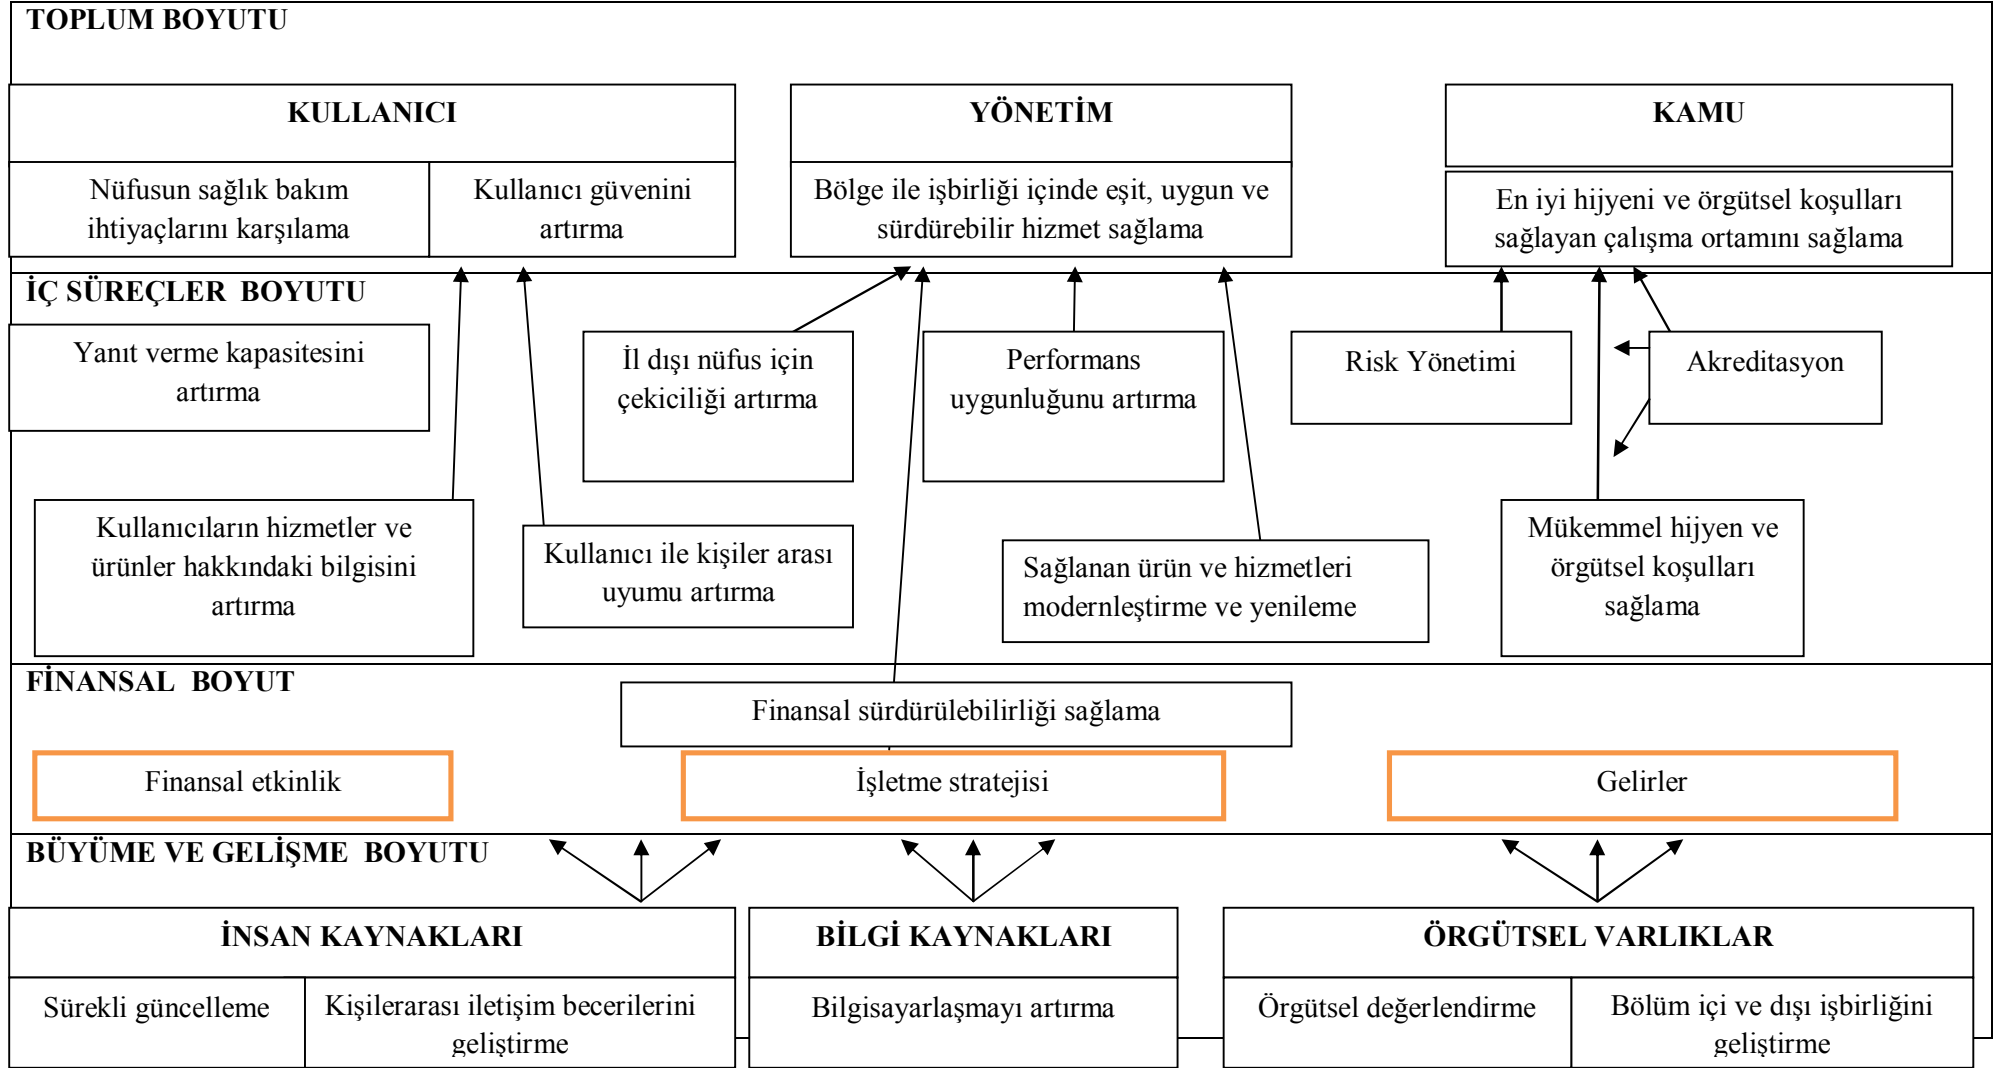 TOPLUM BOYUTU
KULLANICI
YÖNETİM
KAMU
Nüfusun sağlık bakım
ihtiyaçlarını karşılama
Kullanıcı güvenini
artırma
Bölge ile işbirliği içinde eşit, uygun ve
sürdürebilir hizmet sağlama
En iyi hijyeni ve örgütsel koşulları
sağlayan çalışma ortamını sağlama
İÇ SÜREÇLER BOYUTU
Yanıt verme kapasitesini
artırma
İl dışı nüfus için
çekiciliği artırma
Performans
uygunluğunu artırma
Risk Yönetimi
Akreditasyon
Kullanıcıların hizmetler ve
ürünler hakkındaki bilgisini
artırma
Kullanıcı ile kişiler arası
uyumu artırma
Sağlanan ürün ve hizmetleri
modernleştirme ve yenileme
Mükemmel hijyen ve
örgütsel koşulları
sağlama
FİNANSAL BOYUT
Finansal sürdürülebilirliği sağlama
Finansal etkinlik
İşletme stratejisi
Gelirler
BÜYÜME VE GELİŞME BOYUTU
İNSAN KAYNAKLARI
BİLGİ KAYNAKLARI
ÖRGÜTSEL VARLIKLAR
Sürekli güncelleme
Kişilerarası iletişim becerilerini
geliştirme
Bilgisayarlaşmayı artırma
Örgütsel değerlendirme
Bölüm içi ve dışı işbirliğini
geliştirme